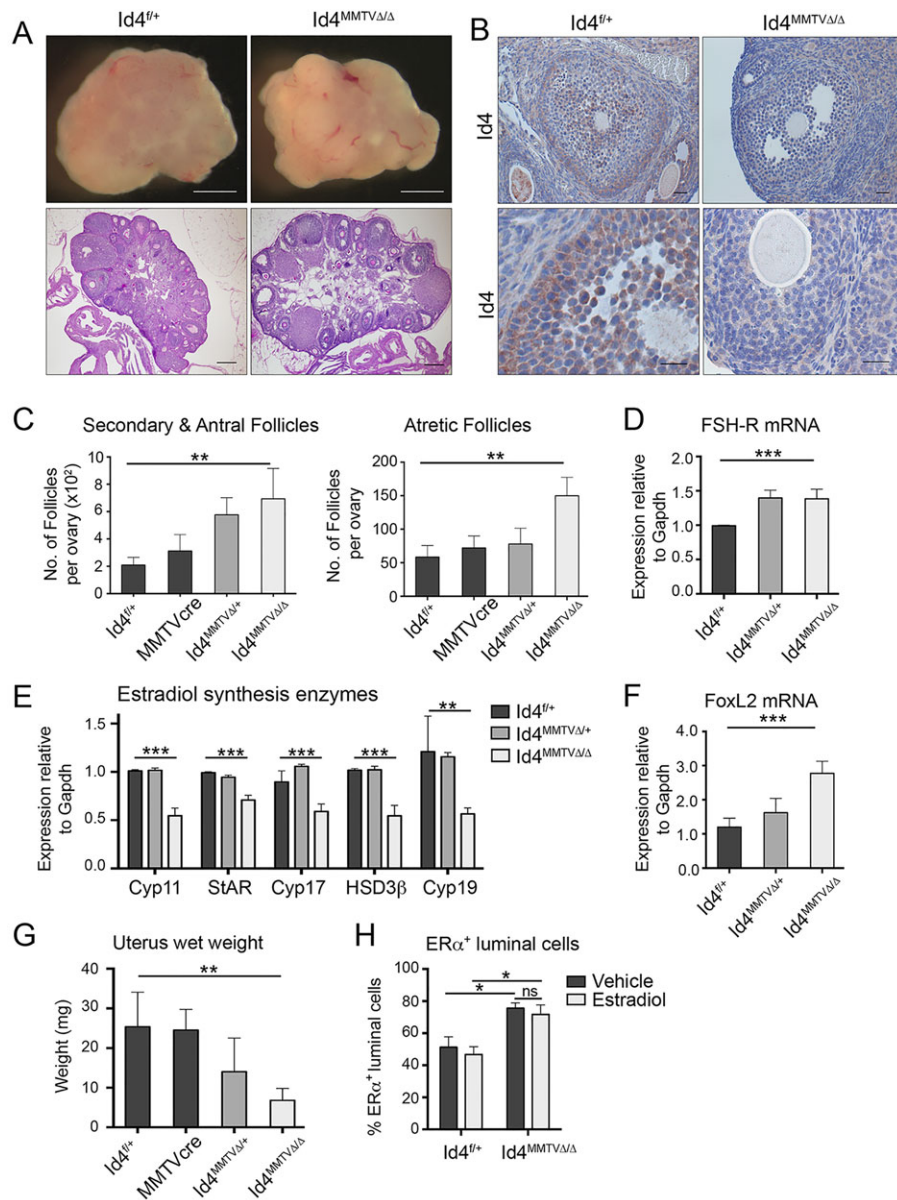 A
Id4f/+
Id4MMTVΔ/Δ
B
Id4f/+
Id4MMTVΔ/Δ
Id4
Id4
C
Secondary & Antral Follicles
No. of Follicles
per ovary (x10²)
10
8
6
4
2
0
**
Id4f/+
MMTVcre
Id4MMTVΔ/+
Id4MMTVΔ/Δ
Atretic Follicles
No. of Follicles
per ovary
200
150
100
50
0
**
Id4f/+
MMTVcre
Id4MMTVΔ/+
Id4MMTVΔ/Δ
D
FSH-R mRNA
Expression relative
to Gapdh
2.0
1.5
1.0
0.5
0.0
***
Id4f/+
Id4MMTVΔ/+
Id4MMTVΔ/Δ
E
Estradiol synthesis enzymes
Expression relative
to Gapdh
1.5
1.0
0.5
0.0
*** *** *** *** **
Cyp11 StAR Cyp17 HSD3β Cyp19
Id4f/+
Id4MMTVΔ/+
Id4MMTVΔ/Δ
F
FoxL2 mRNA
Expression relative
to Gapdh
4.0
3.0
2.0
1.0
0.0
***
Id4f/+
Id4MMTVΔ/+
Id4MMTVΔ/Δ
G
Uterus wet weight
Weight (mg)
40
30
20
10
0
**
Id4f/+
MMTVcre
Id4MMTVΔ/+
Id4MMTVΔ/Δ
H
ERα+ luminal cells
% ERα+ luminal cells
100
80
60
40
20
0
*
*
ns
Id4f/+
Id4MMTVΔ/Δ
Vehicle
Estradiol